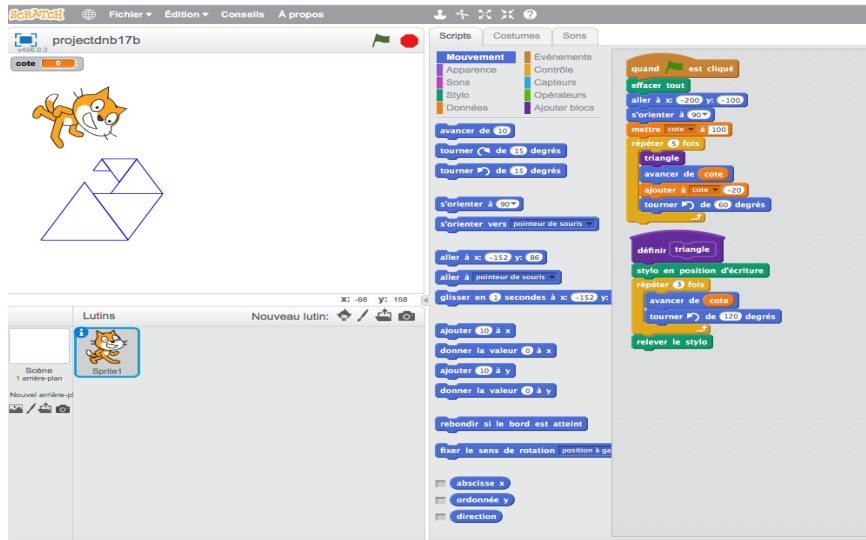 SCRATCH Fichier Édition Conseils À propos
projectdnb17b
v456.0.3
cote 0
X: -68 y: 158
Lutins
Nouveau lutin:
Scène
1 arrière-plan
Nouvel arrière-pl
Sprite1
Scripts Costumes Sons
Mouvement Événements
Apparence Contrôle
Sons Capteurs
Stylo Opérateurs
Données Ajouter blocs
avancer de 10
tourner de 15 degrés
tourner de 15 degrés
s'orienter à 90
s'orienter vers pointeur de souris
aller à x: -152 y: 86
aller à pointeur de souris
glisser en 1 secondes à x: -152 y:
ajouter 10 à x
donner la valeur 0 à x
ajouter 10 à y
donner la valeur 0 à y
rebondir si le bord est atteint
fixer le sens de rotation position à ga
abscisse x
ordonnée y
direction
quand est cliqué
effacer tout
aller à x: -200 y: -100
s'orienter à 90
mettre cote à 100
répéter 5 fois
triangle
avancer de cote
ajouter à cote -20
tourner de 60 degrés
définir triangle
stylo en position d'écriture
répéter 3 fois
avancer de cote
tourner de 120 degrés
relever le stylo